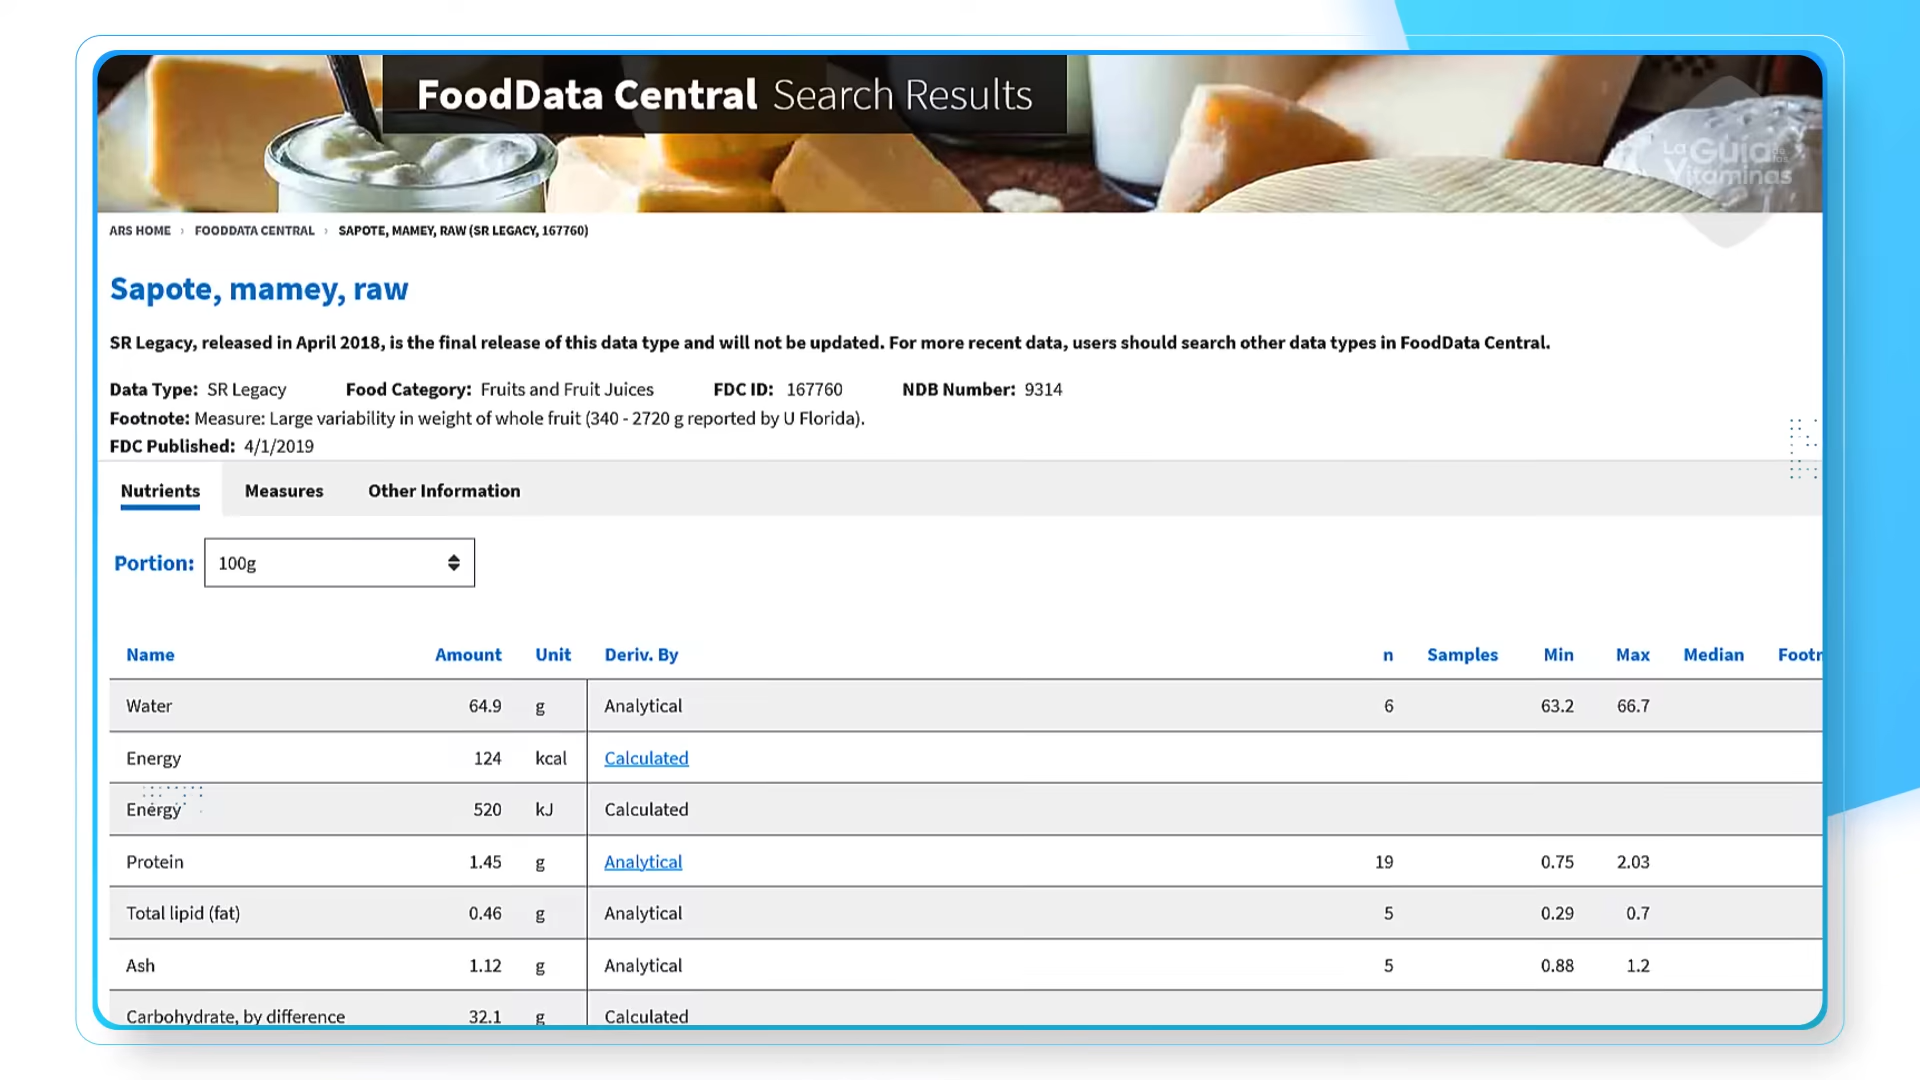 FoodData Central Search Results
La Guía de las
Vitaminas
ARS HOME › FOODDATA CENTRAL › SAPOTE, MAMEY, RAW (SR LEGACY, 167760)
Sapote, mamey, raw
SR Legacy, released in April 2018, is the final release of this data type and will not be updated. For more recent data, users should search other data types in FoodData Central.
Data Type: SR Legacy Food Category: Fruits and Fruit Juices FDC ID: 167760 NDB Number: 9314
Footnote: Measure: Large variability in weight of whole fruit (340 - 2720 g reported by U Florida).
FDC Published: 4/1/2019
Nutrients Measures Other Information
Portion: 100g
Name Amount Unit Deriv. By n Samples Min Max Median Footn
Water 64.9 g Analytical 6 63.2 66.7
Energy 124 kcal Calculated
Energy 520 kJ Calculated
Protein 1.45 g Analytical 19 0.75 2.03
Total lipid (fat) 0.46 g Analytical 5 0.29 0.7
Ash 1.12 g Analytical 5 0.88 1.2
Carbohydrate, by difference 32.1 g Calculated